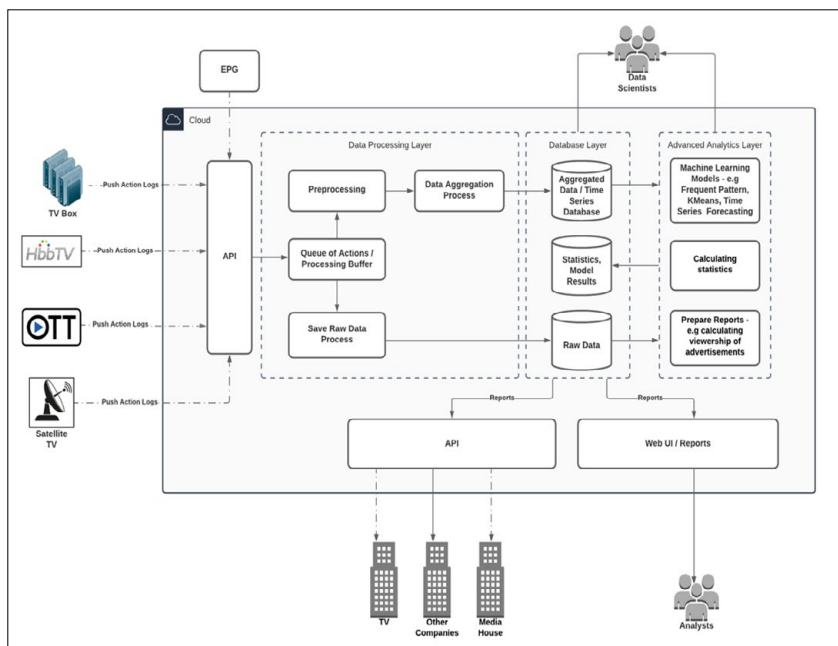 EPG
Data
Scientists
Cloud
Data Processing Layer
Database Layer
Advanced Analytics Layer
TV Box
Push Action Logs
HbbTV
Push Action Logs
OTT
Push Action Logs
Satellite
TV
Push Action Logs
API
Preprocessing
Data Aggregation
Process
Queue of Actions /
Processing Buffer
Save Raw Data
Process
Aggregated
Data / Time
Series
Database
Statistics,
Model
Results
Raw Data
Machine Learning
Models - e.g
Frequent Pattern,
KMeans, Time
Series Forecasting
Calculating
statistics
Prepare Reports -
e.g calculating
viewership of
advertisements
Reports
Reports
API
Web UI / Reports
TV
Other
Companies
Media
House
Analysts